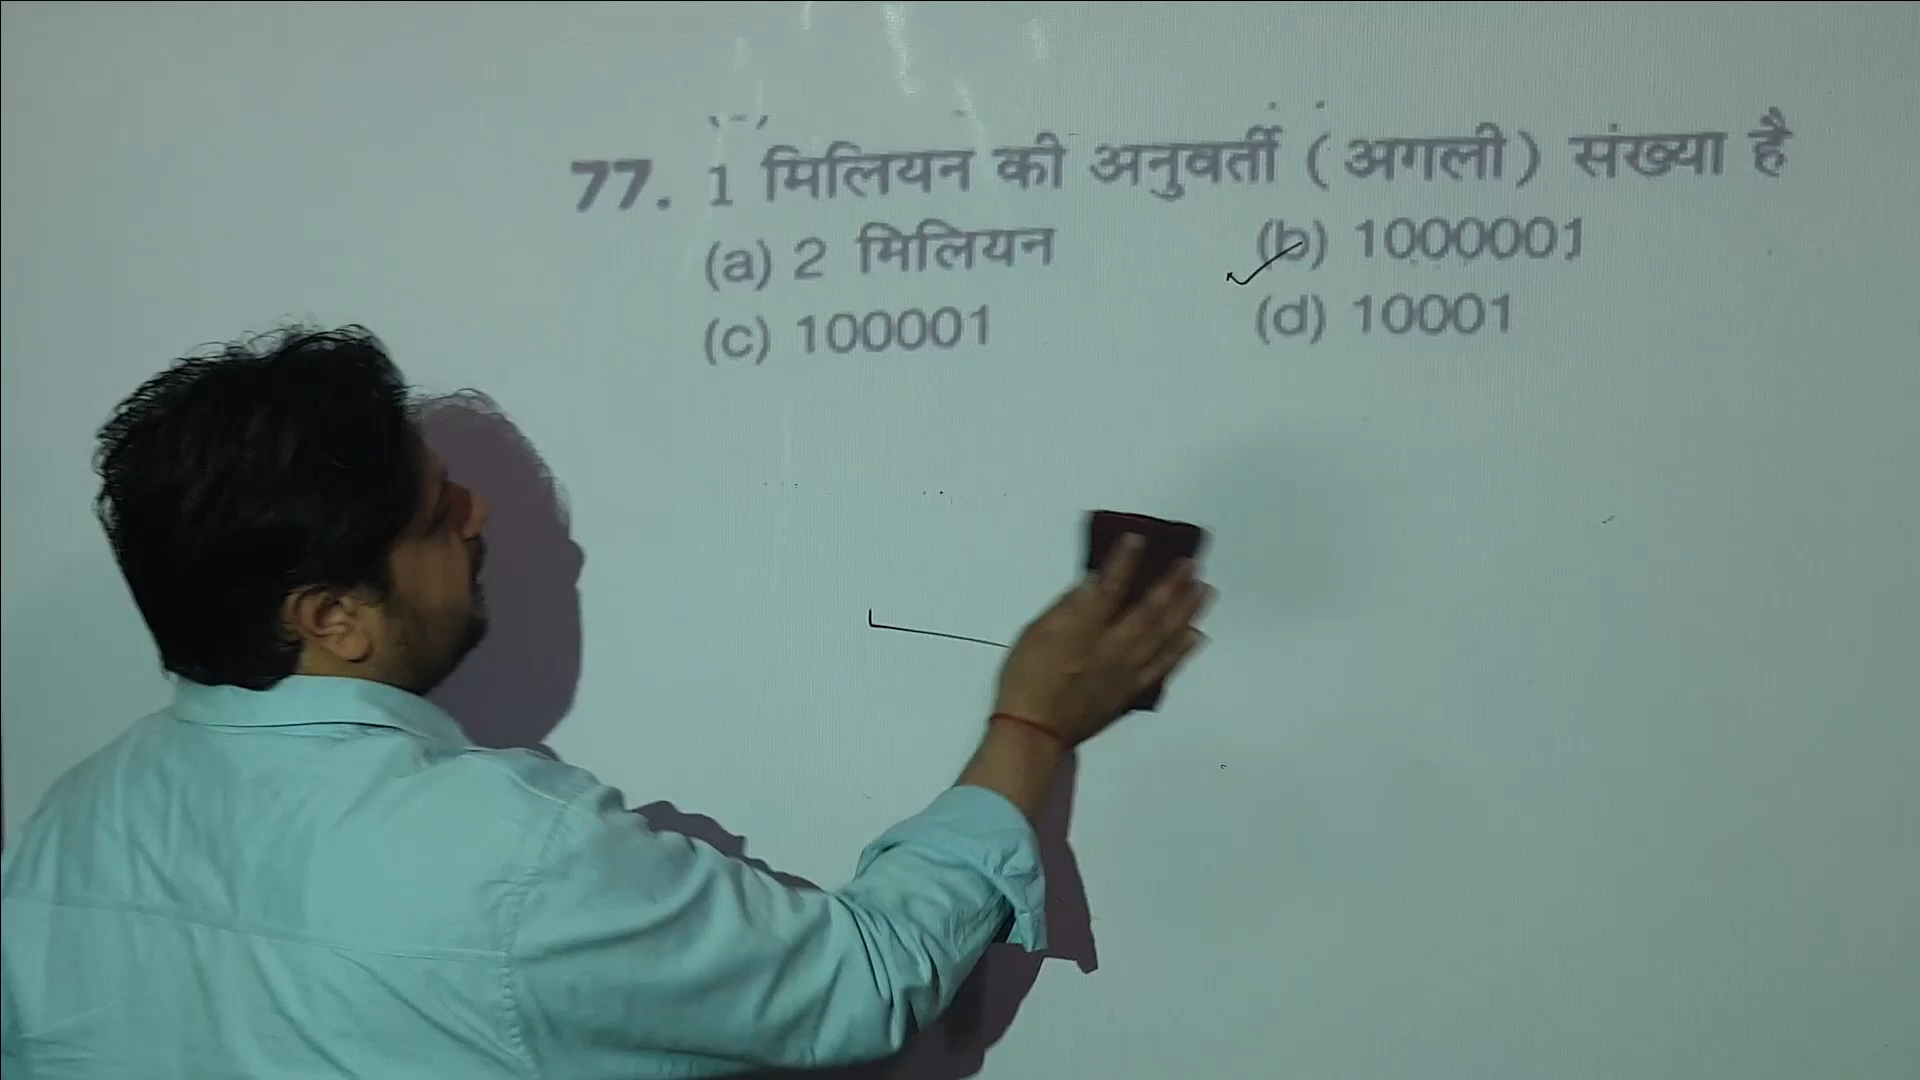 77. 1 मिलियन की अनुवर्ती (अगली) संख्या है
(a) 2 मिलियन (b) 1000001
(c) 100001 (d) 10001